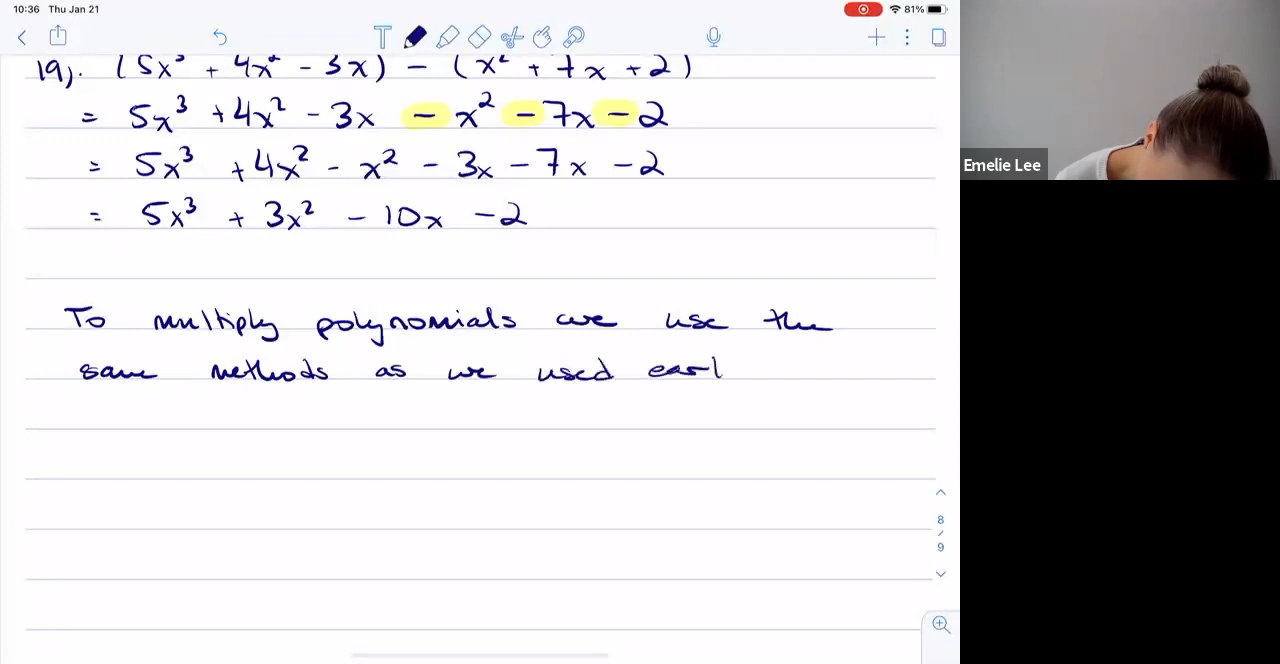 10:36 Thu Jan 21
81%
19). (5x³ + 4x² - 3x) - (x² + 7x + 2)
= 5x³ + 4x² - 3x - x² - 7x - 2
= 5x³ + 4x² - x² - 3x - 7x - 2
= 5x³ + 3x² - 10x - 2
To multiply polynomials we use the
same methods as we used earl
8
/
9
Emelie Lee